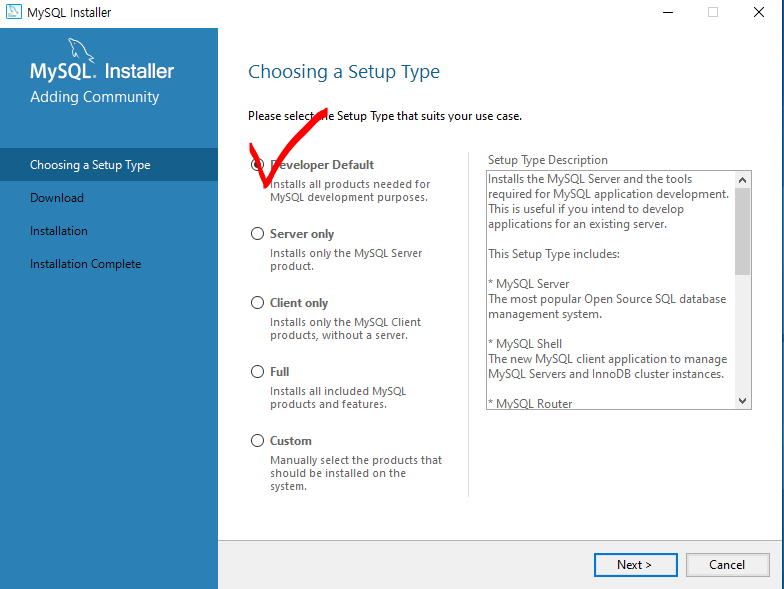 MySQL Installer
MySQL. Installer
Adding Community
Choosing a Setup Type
Download
Installation
Installation Complete
Choosing a Setup Type
Please select the Setup Type that suits your use case.
Developer Default
Installs all products needed for
MySQL development purposes.
Server only
Installs only the MySQL Server
product.
Client only
Installs only the MySQL Client
products, without a server.
Full
Installs all included MySQL
products and features.
Custom
Manually select the products that
should be installed on the
system.
Setup Type Description
Installs the MySQL Server and the tools
required for MySQL application development.
This is useful if you intend to develop
applications for an existing server.
This Setup Type includes:
* MySQL Server
The most popular Open Source SQL database
management system.
* MySQL Shell
The new MySQL client application to manage
MySQL Servers and InnoDB cluster instances.
* MySQL Router
Next >
Cancel